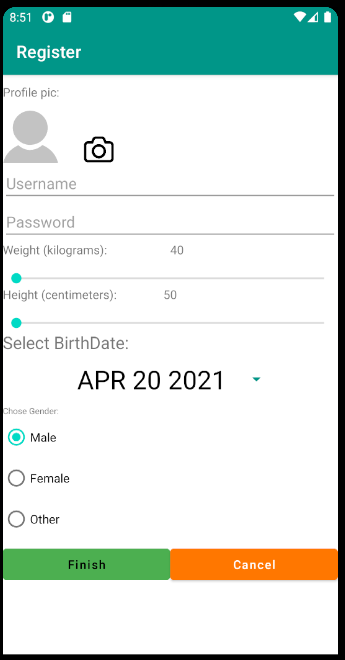 8:51
Register
Profile pic:
Username
Password
Weight (kilograms): 40
Height (centimeters): 50
Select BirthDate:
APR 20 2021
Chose Gender:
Male
Female
Other
Finish Cancel